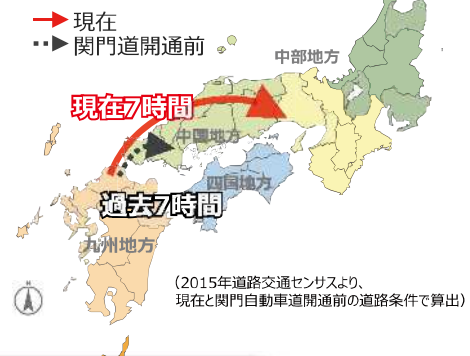 現在
関門道開通前
中部地方
現在7時間
中国地方
四国地方
過去7時間
九州地方
（2015年道路交通センサスより、
現在と関門自動車道開通前の道路条件で算出）
N